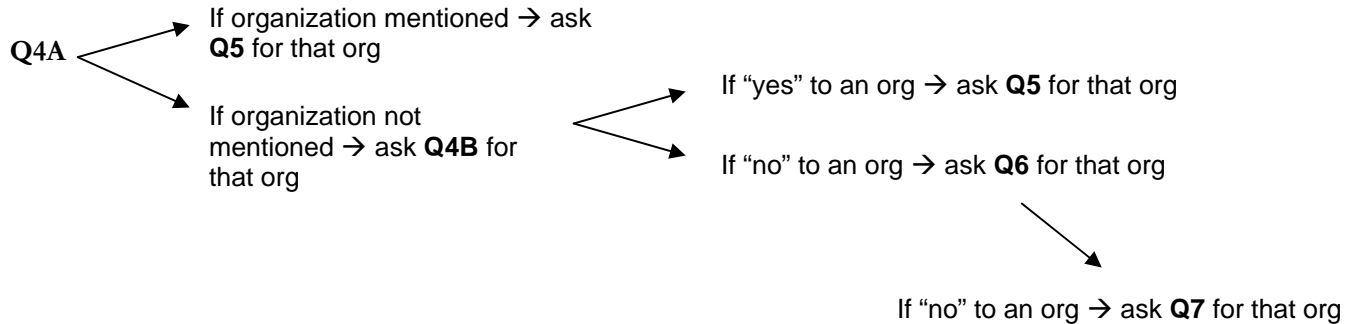 Q4A
If organization mentioned → ask
Q5 for that org
If organization not
mentioned → ask Q4B for
that org
If “yes” to an org → ask Q5 for that org
If “no” to an org → ask Q6 for that org
If “no” to an org → ask Q7 for that org